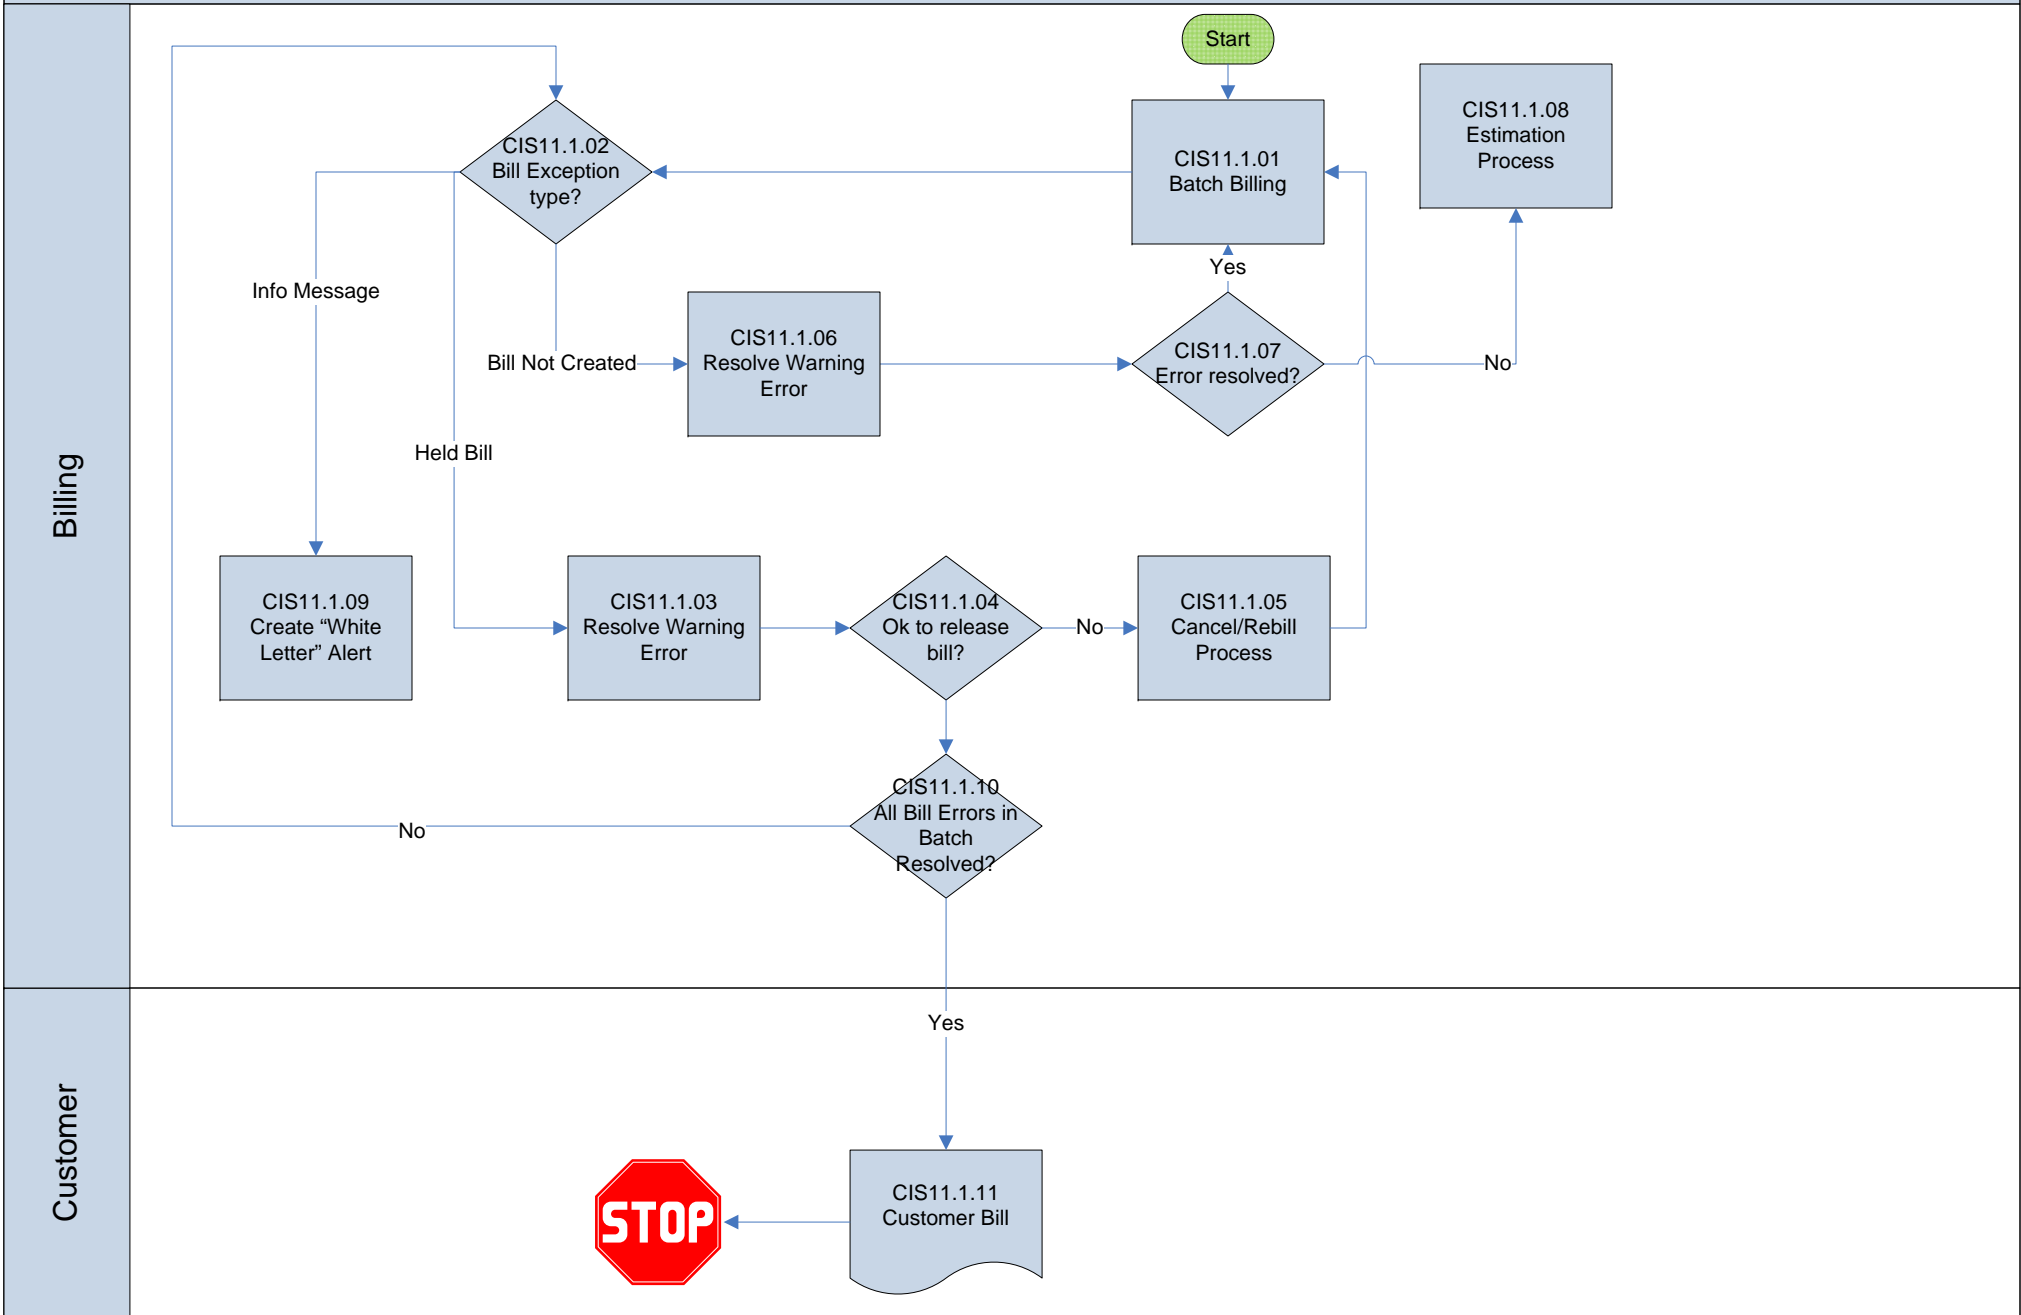 Start
CIS11.1.02
Bill Exception
type?
CIS11.1.01
Batch Billing
CIS11.1.08
Estimation
Process
Yes
Info Message
CIS11.1.06
Resolve Warning
Error
Bill Not Created
CIS11.1.07
Error resolved?
No
Held Bill
Billing
CIS11.1.09
Create “White
Letter” Alert
CIS11.1.03
Resolve Warning
Error
CIS11.1.04
Ok to release
bill?
No
CIS11.1.05
Cancel/Rebill
Process
CIS11.1.10
All Bill Errors in
Batch
Resolved?
No
Yes
Customer
CIS11.1.11
Customer Bill
STOP